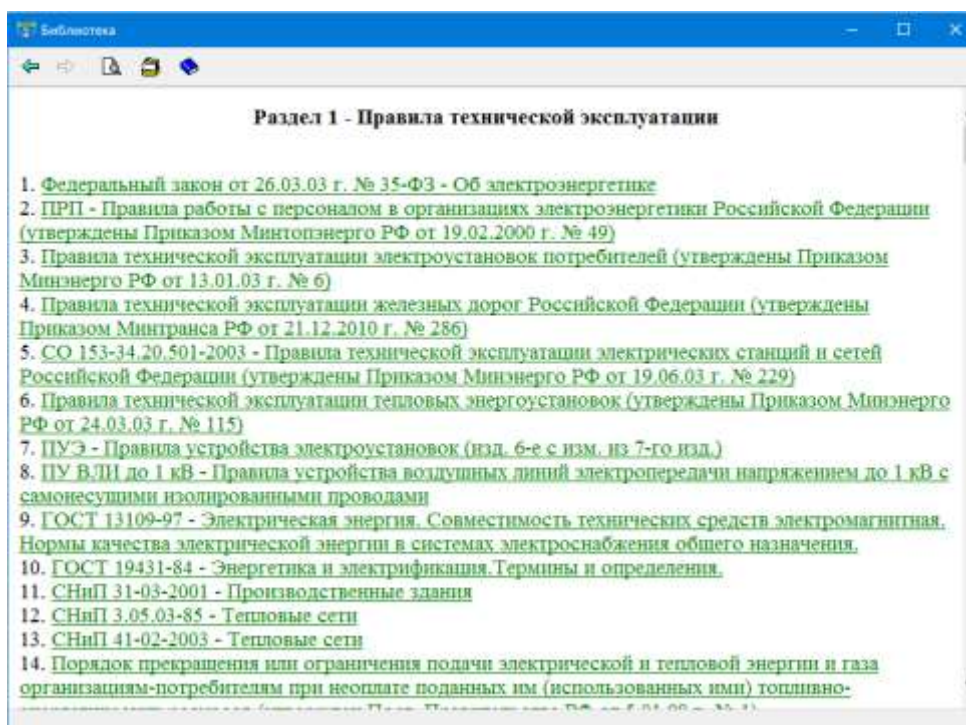 Библиотека
Раздел 1 - Правила технической эксплуатации
1. Федеральный закон от 26.03.03 г. № 35-ФЗ - Об электроэнергетике
2. ПРП - Правила работы с персоналом в организациях электроэнергетики Российской Федерации
(утверждены Приказом Минтопэнерго РФ от 19.02.2000 г. № 49)
3. Правила технической эксплуатации электроустановок потребителей (утверждены Приказом
Минэнерго РФ от 13.01.03 г. № 6)
4. Правила технической эксплуатации железных дорог Российской Федерации (утверждены
Приказом Минтранса РФ от 21.12.2010 г. № 286)
5. СО 153-34.20.501-2003 - Правила технической эксплуатации электрических станций и сетей
Российской Федерации (утверждены Приказом Минэнерго РФ от 19.06.03 г. № 229)
6. Правила технической эксплуатации тепловых энергоустановок (утверждены Приказом Минэнерго
РФ от 24.03.03 г. № 115)
7. ПУЭ - Правила устройства электроустановок (изд. 6-е с изм. из 7-го изд.)
8. ПУ ВЛИ до 1 кВ - Правила устройства воздушных линий электропередачи напряжением до 1 кВ с
самонесущими изолированными проводами
9. ГОСТ 13109-97 - Электрическая энергия. Совместимость технических средств электромагнитная.
Нормы качества электрической энергии в системах электроснабжения общего назначения.
10. ГОСТ 19431-84 - Энергетика и электрификация.Термины и определения.
11. СНиП 31-03-2001 - Производственные здания
12. СНиП 3.05.03-85 - Тепловые сети
13. СНиП 41-02-2003 - Тепловые сети
14. Порядок прекращения или ограничения подачи электрической и тепловой энергии и газа
организациям-потребителям при неоплате поданных им (использованных ими) топливно-